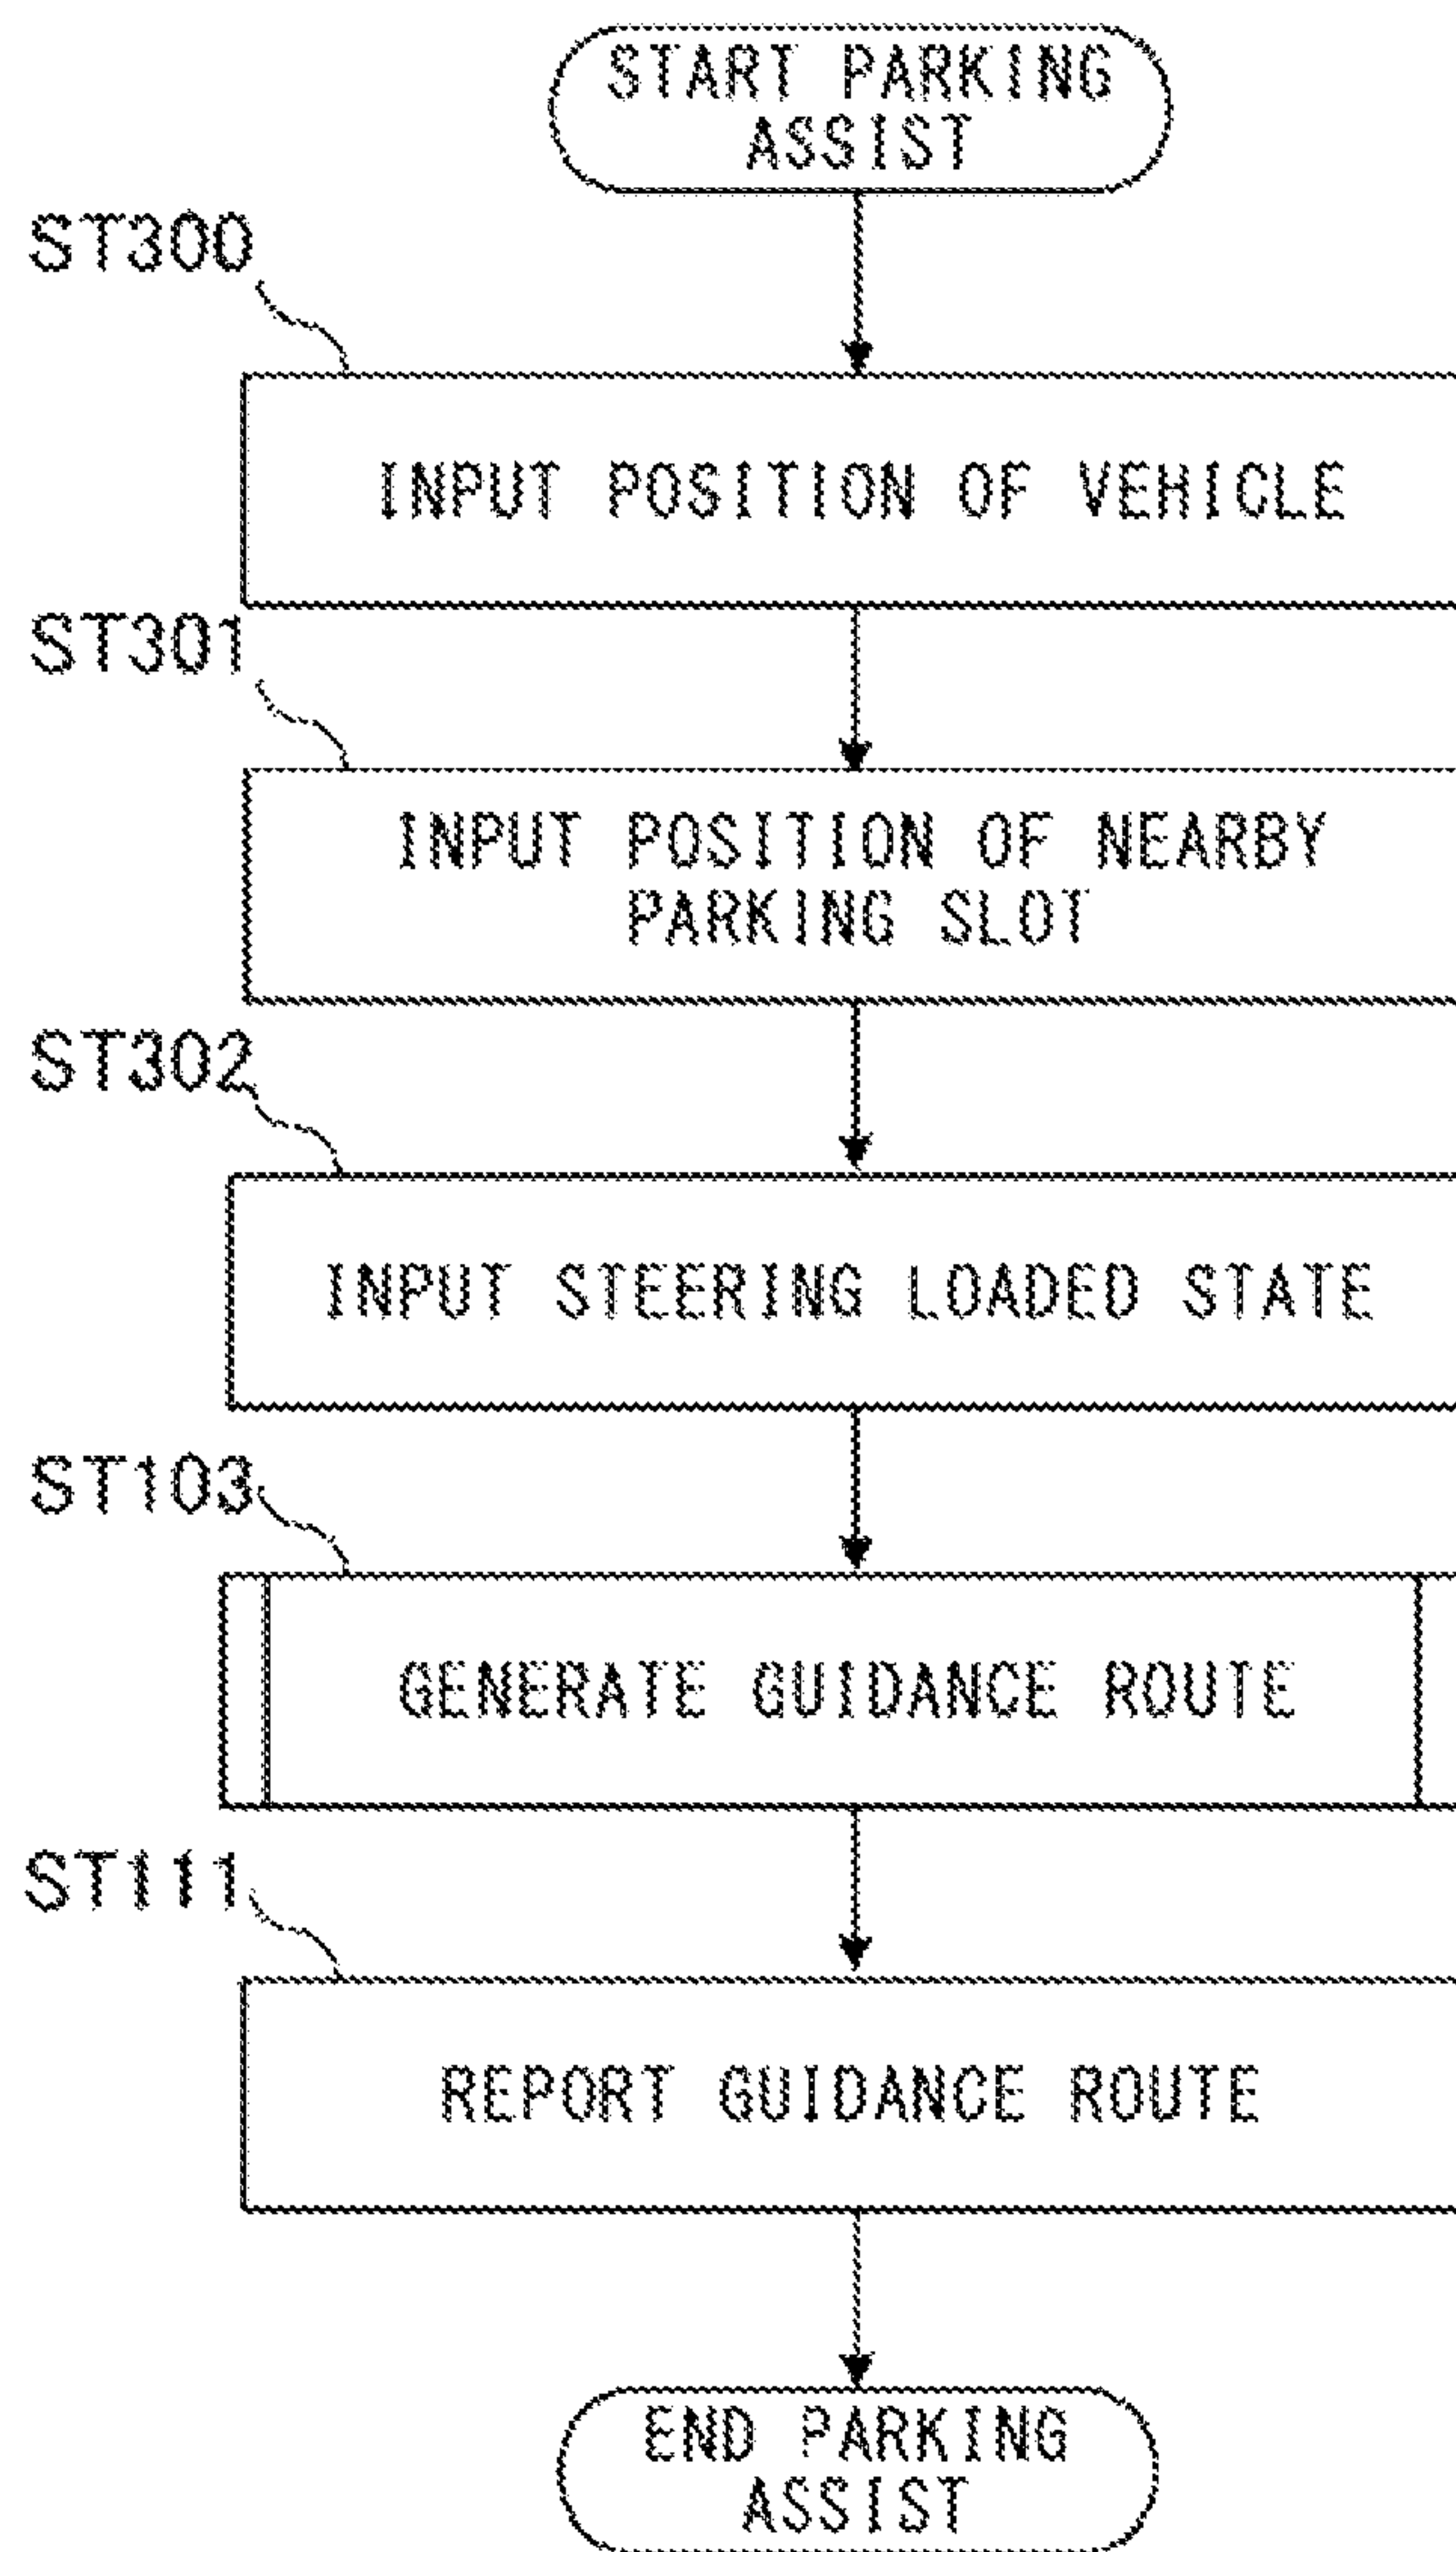 START PARKING
ASSIST
ST300
INPUT POSITION OF VEHICLE
ST301
INPUT POSITION OF NEARBY
PARKING SLOT
ST302
INPUT STEERING LOADED STATE
ST103
GENERATE GUIDANCE ROUTE
ST111
REPORT GUIDANCE ROUTE
END PARKING
ASSIST